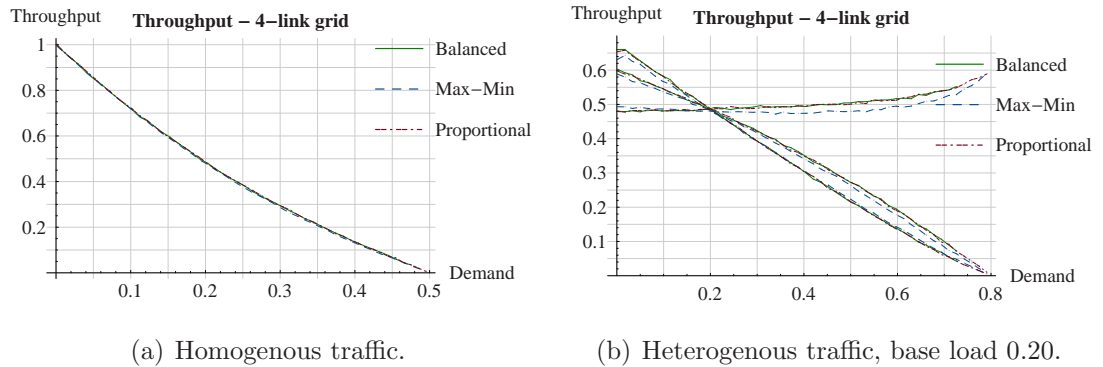 Throughput
Throughput − 4−link grid
1
0.8
0.6
0.4
0.2
0.1
0.2
0.3
0.4
0.5
Demand
Balanced
Max−Min
Proportional
(a) Homogenous traffic.
Throughput
Throughput − 4−link grid
0.6
0.5
0.4
0.3
0.2
0.1
0.2
0.4
0.6
0.8
Demand
Balanced
Max−Min
Proportional
(b) Heterogenous traffic, base load 0.20.